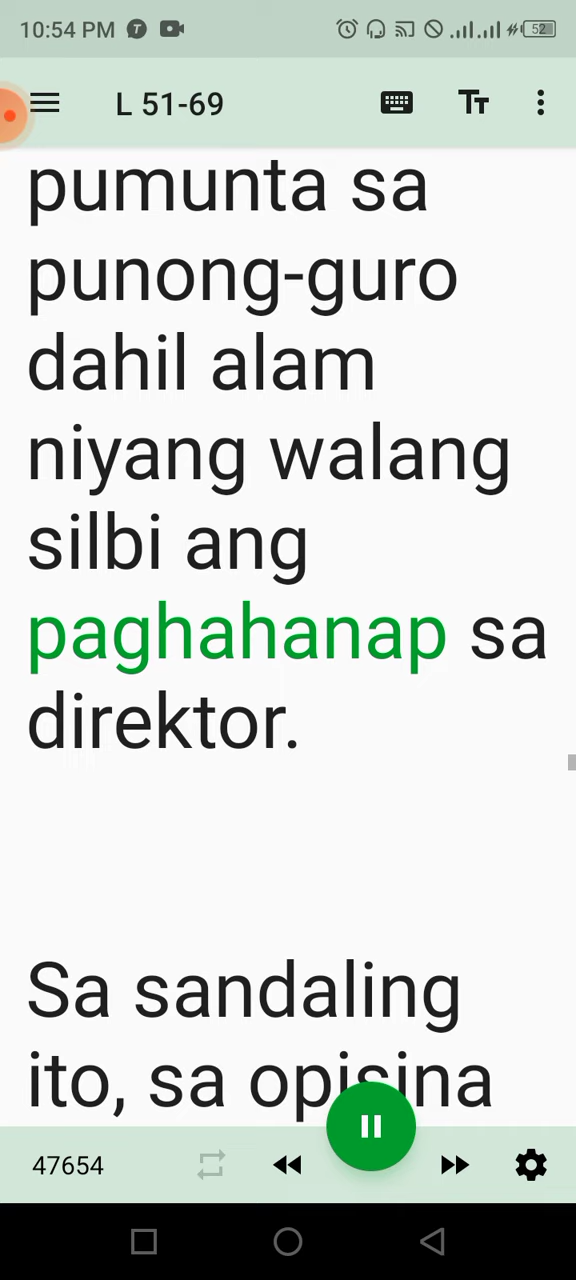 10:54 PM
52
L 51-69
pumunta sa
punong-guro
dahil alam
niyang walang
silbi ang
paghahanap sa
direktor.
Sa sandaling
ito, sa opisina
47654